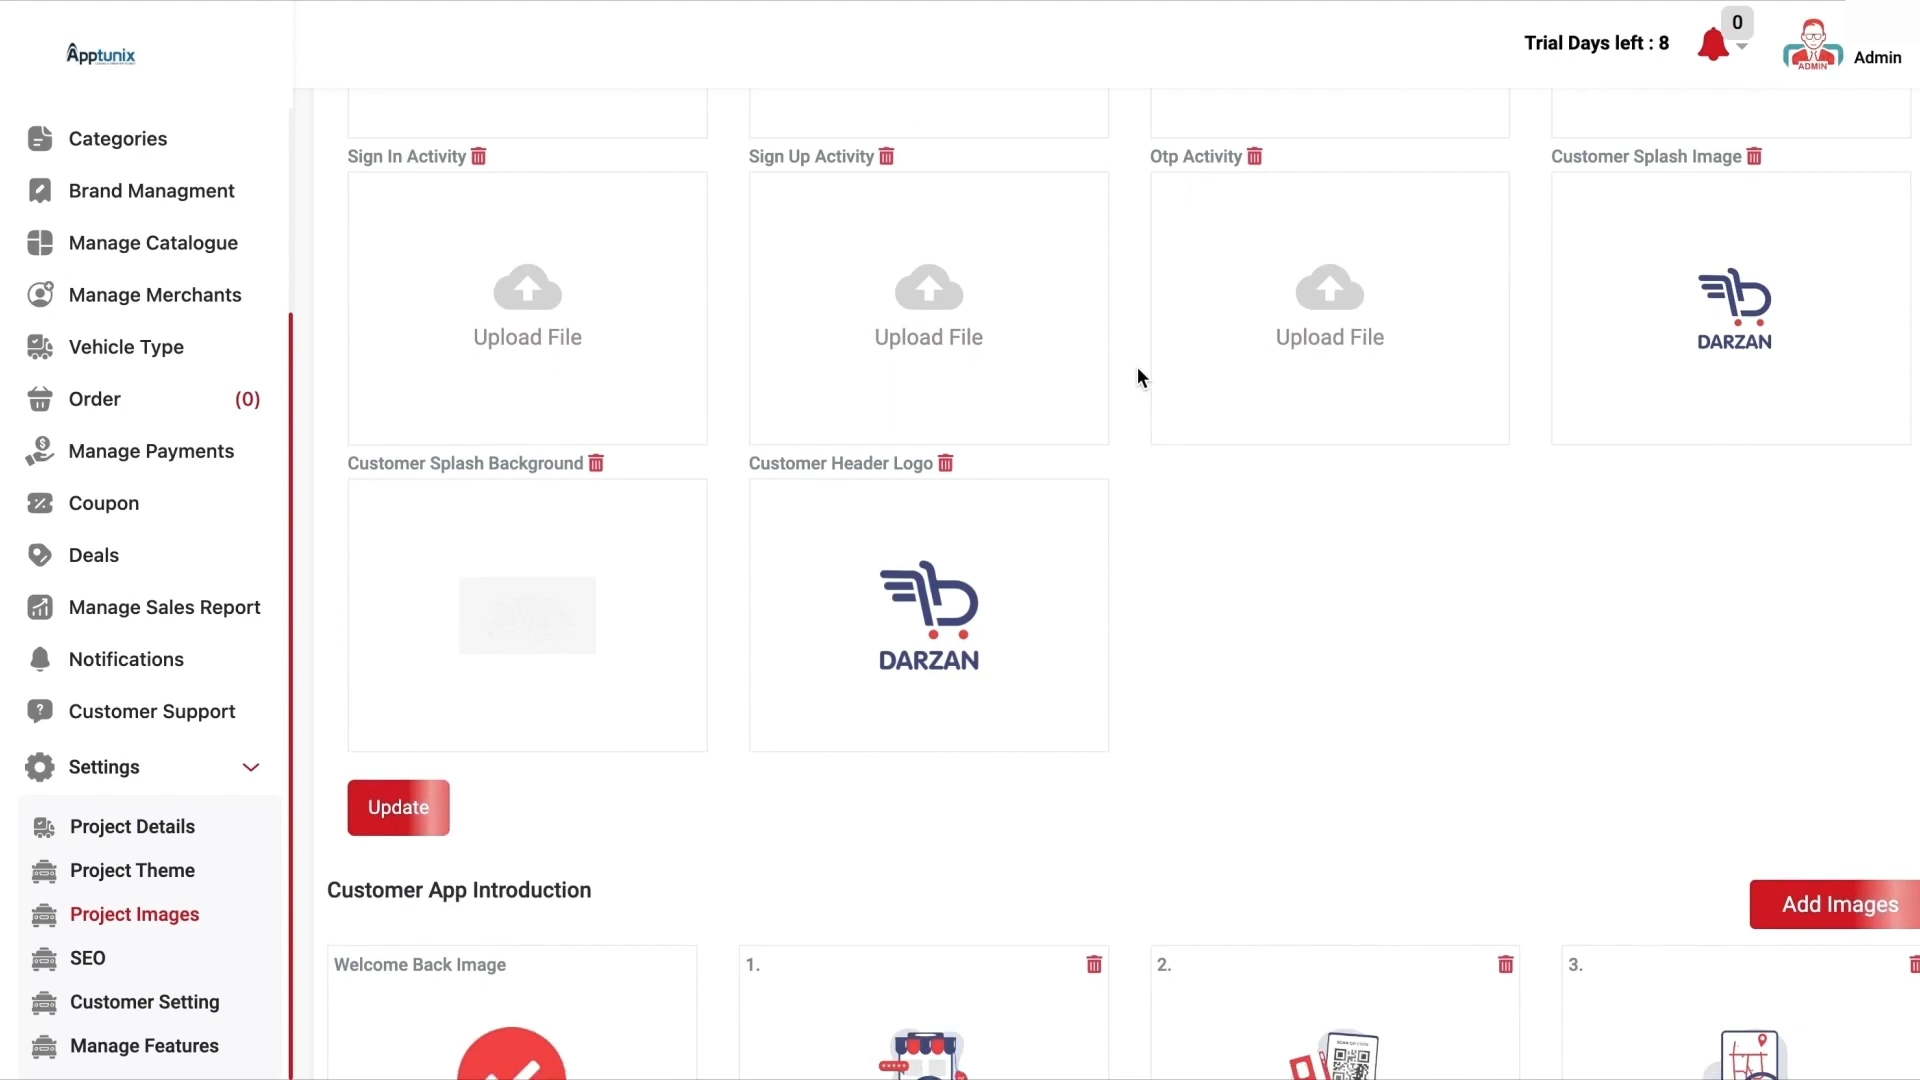 Apptunix
Trial Days left : 8
0
ADMIN
Admin
Categories
Brand Managment
Manage Catalogue
Manage Merchants
Vehicle Type
Order (0)
Manage Payments
Coupon
Deals
Manage Sales Report
Notifications
Customer Support
Settings
Project Details
Project Theme
Project Images
SEO
Customer Setting
Manage Features
Sign In Activity
Sign Up Activity
Otp Activity
Customer Splash Image
Upload File
Upload File
Upload File
DARZAN
Customer Splash Background
Customer Header Logo
DARZAN
Update
Customer App Introduction
Add Images
Welcome Back Image
1.
2.
3.
SCAN QR CODE